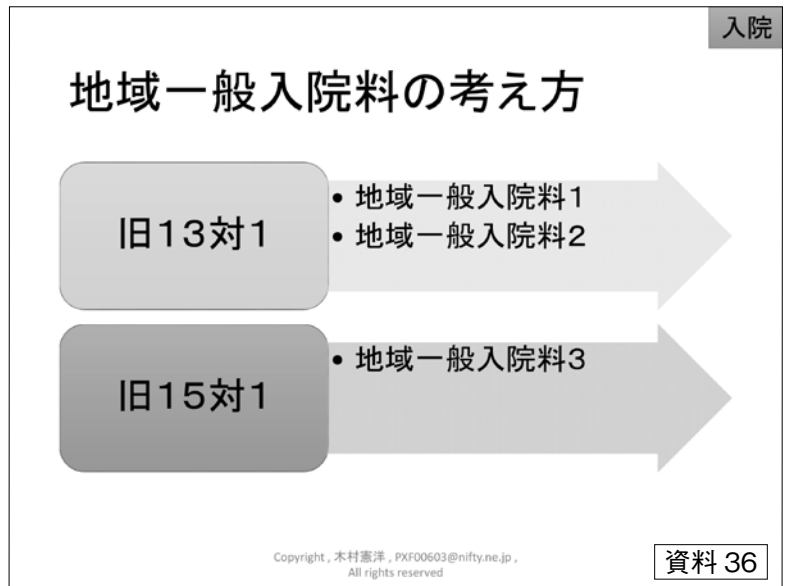 入院
地域一般入院料の考え方
旧13対1
• 地域一般入院料1
• 地域一般入院料2
旧15対1
• 地域一般入院料3
Copyright , 木村憲洋 , PXF00603@nifty.ne.jp ,
All rights reserved
資料 36